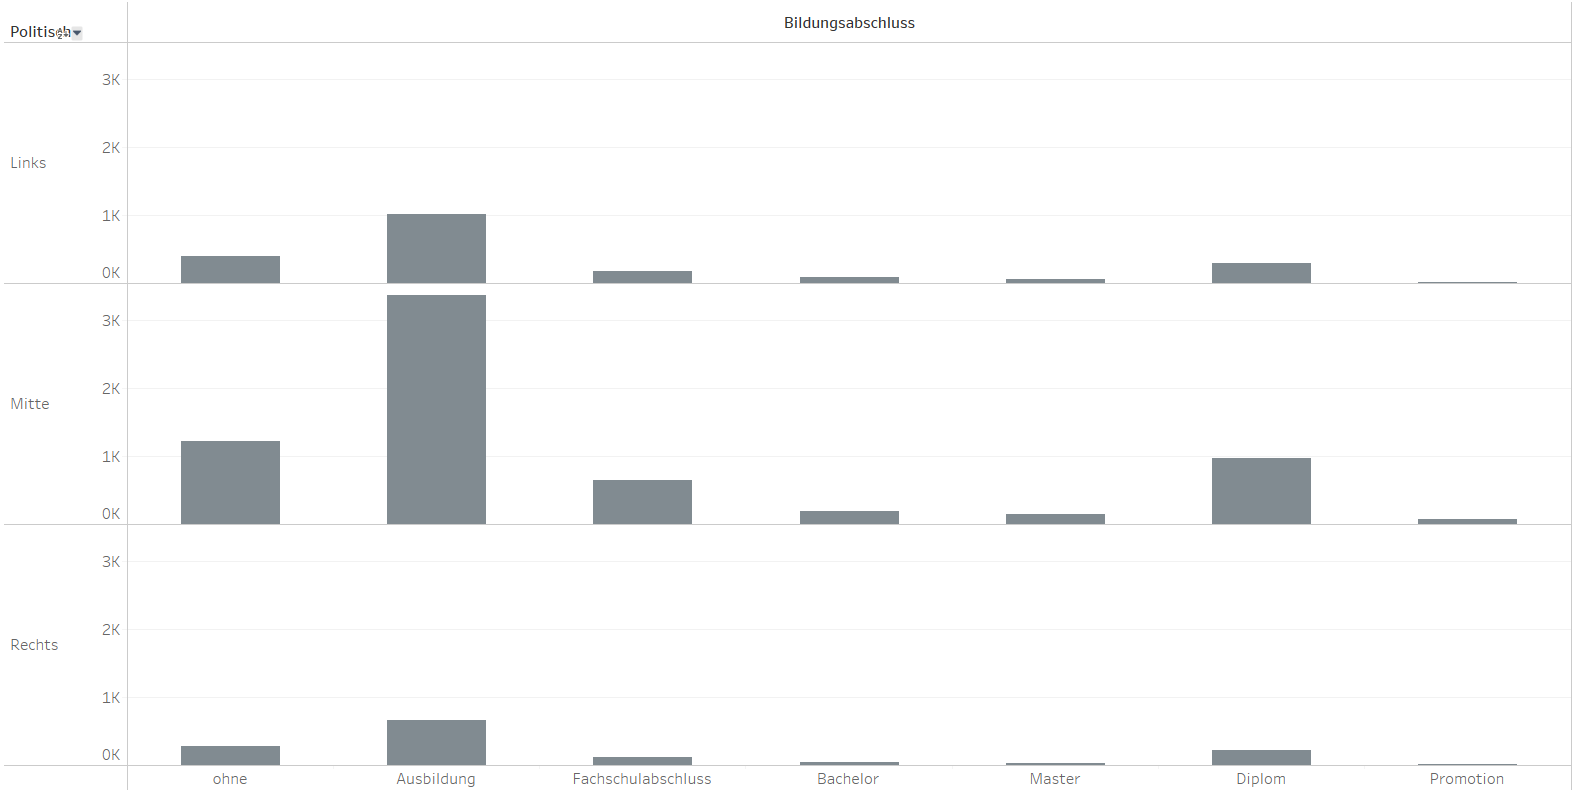 Bildungsabschluss
Politisch
3K
2K
Links
1K
0K
3K
2K
Mitte
1K
0K
3K
2K
Rechts
1K
0K
ohne Ausbildung Fachschulabschluss Bachelor Master Diplom Promotion